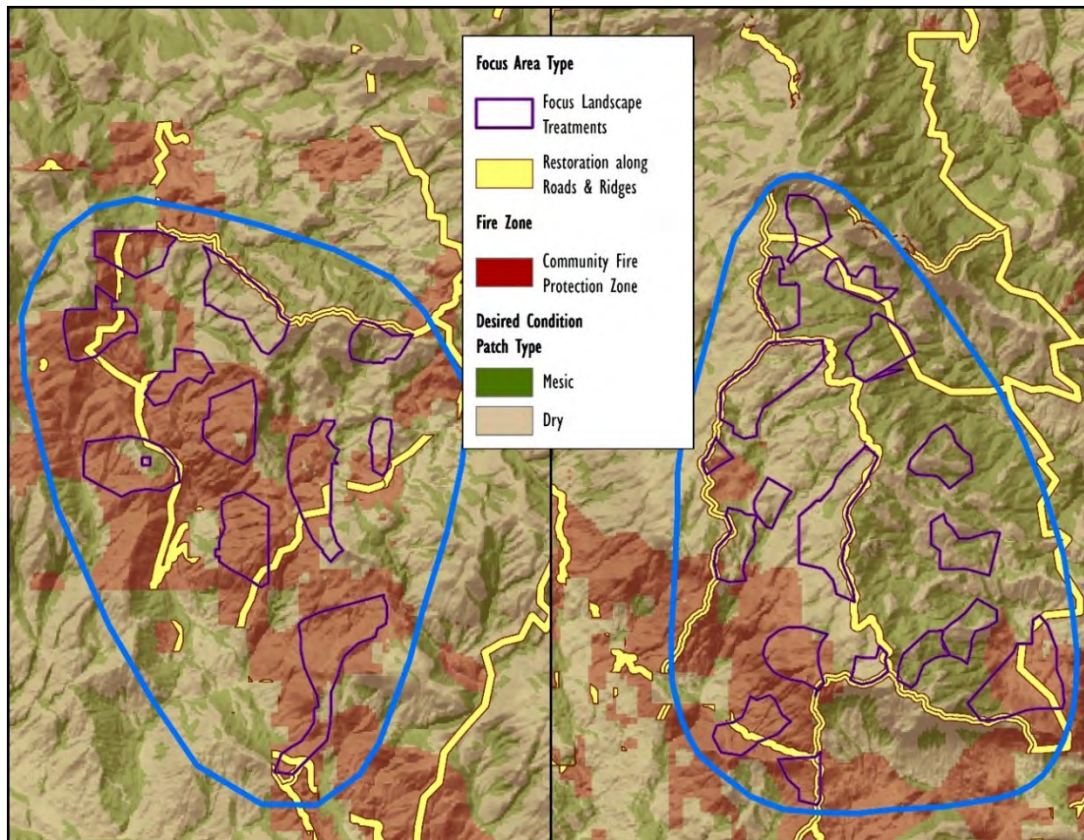 Focus Area Type
Focus Landscape
Treatments
Restoration along
Roads & Ridges
Fire Zone
Community Fire
Protection Zone
Desired Condition
Patch Type
Mesic
Dry